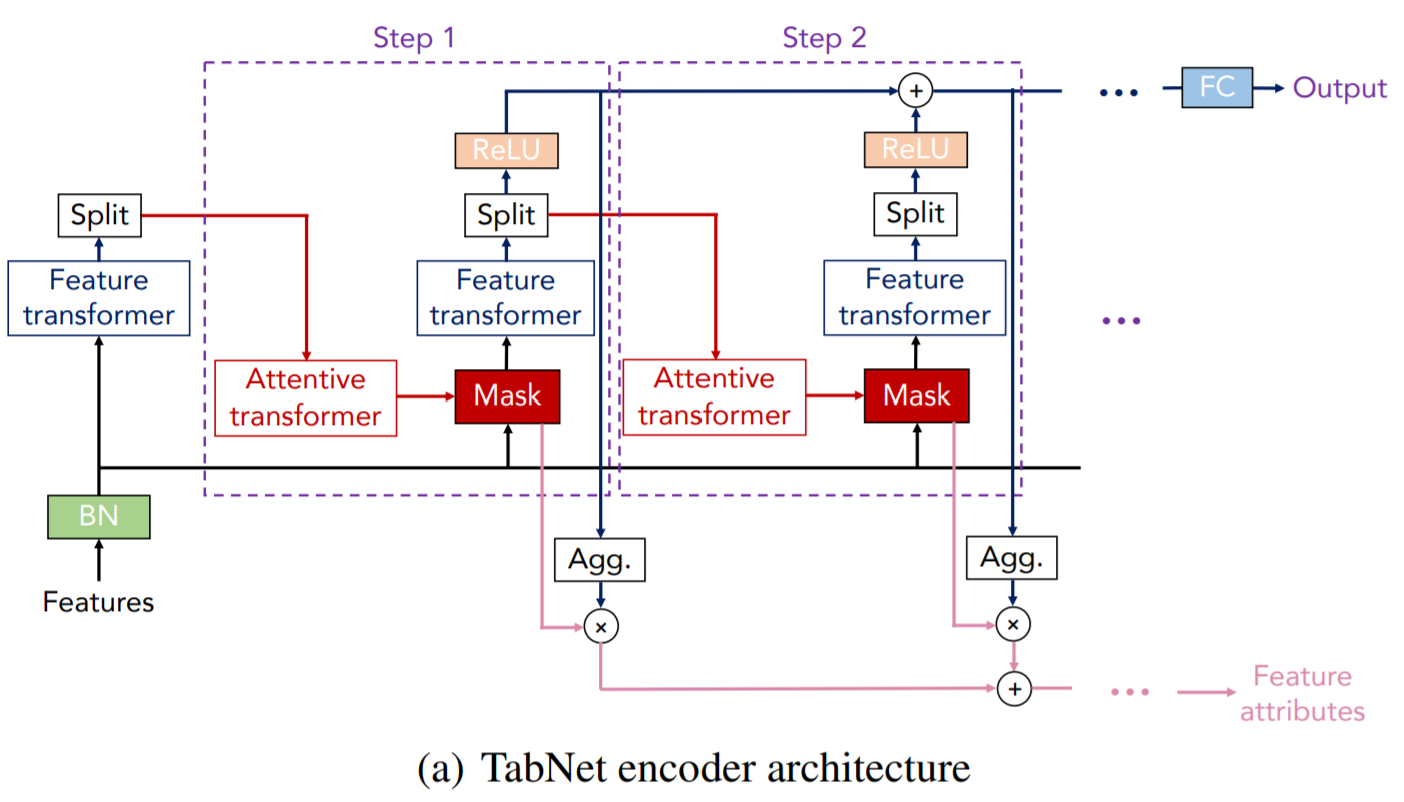 Step 1
Step 2
+
...
FC
Output
ReLU
ReLU
Split
Split
Split
Feature
transformer
Feature
transformer
Feature
transformer
...
Attentive
transformer
Mask
Attentive
transformer
Mask
BN
Agg.
Agg.
Features
×
×
+
...
Feature
attributes
(a) TabNet encoder architecture